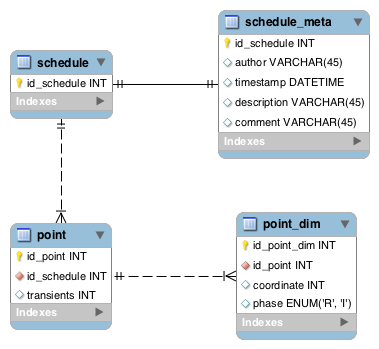 schedule
id_schedule INT
Indexes
schedule_meta
id_schedule INT
author VARCHAR(45)
timestamp DATETIME
description VARCHAR(45)
comment VARCHAR(45)
Indexes
point
id_point INT
id_schedule INT
transients INT
Indexes
point_dim
id_point_dim INT
id_point INT
coordinate INT
phase ENUM('R', 'I')
Indexes